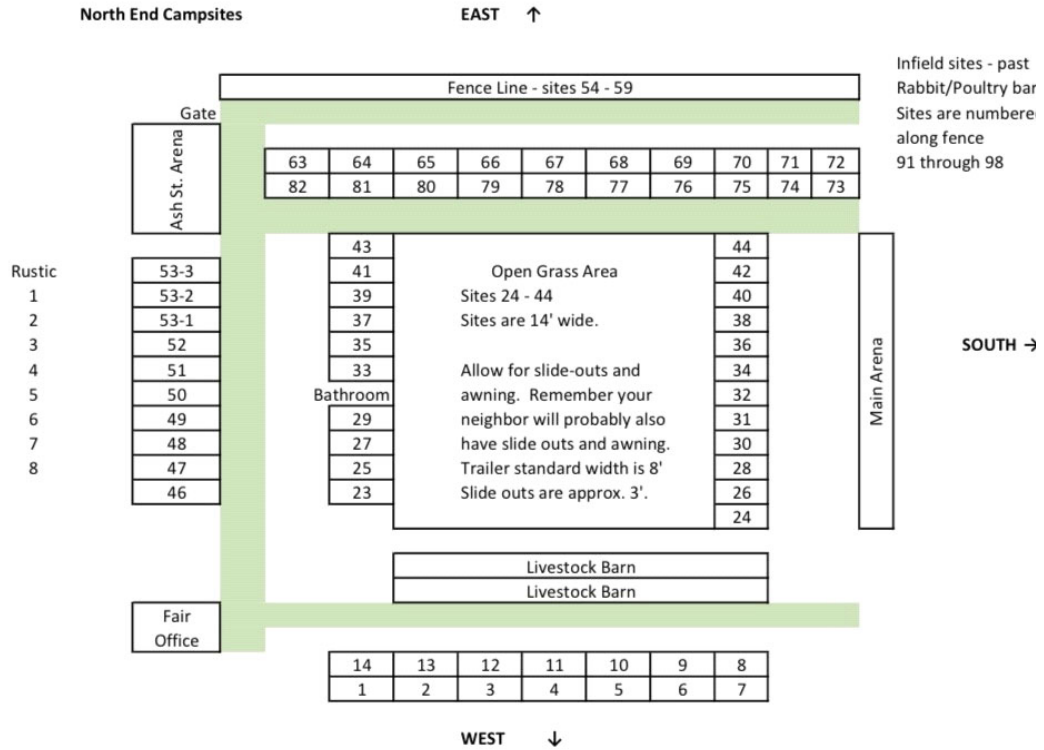 North End Campsites
EAST ↑
Infield sites - past
Rabbit/Poultry bar
Sites are numbere
along fence
91 through 98
Fence Line - sites 54 - 59
Gate
Ash St. Arena
63 64 65 66 67 68 69 70 71 72
82 81 80 79 78 77 76 75 74 73
43
41
39
37
35
33
Bathroom
29
27
25
23
Open Grass Area
Sites 24 - 44
Sites are 14' wide.
Allow for slide-outs and
awning. Remember your
neighbor will probably also
have slide outs and awning.
Trailer standard width is 8'
Slide outs are approx. 3'.
44
42
40
38
36
34
32
31
30
28
26
24
Main Arena
SOUTH →
Rustic
1
2
3
4
5
6
7
8
53-3
53-2
53-1
52
51
50
49
48
47
46
Livestock Barn
Livestock Barn
Fair
Office
14 13 12 11 10 9 8
1 2 3 4 5 6 7
WEST ↓